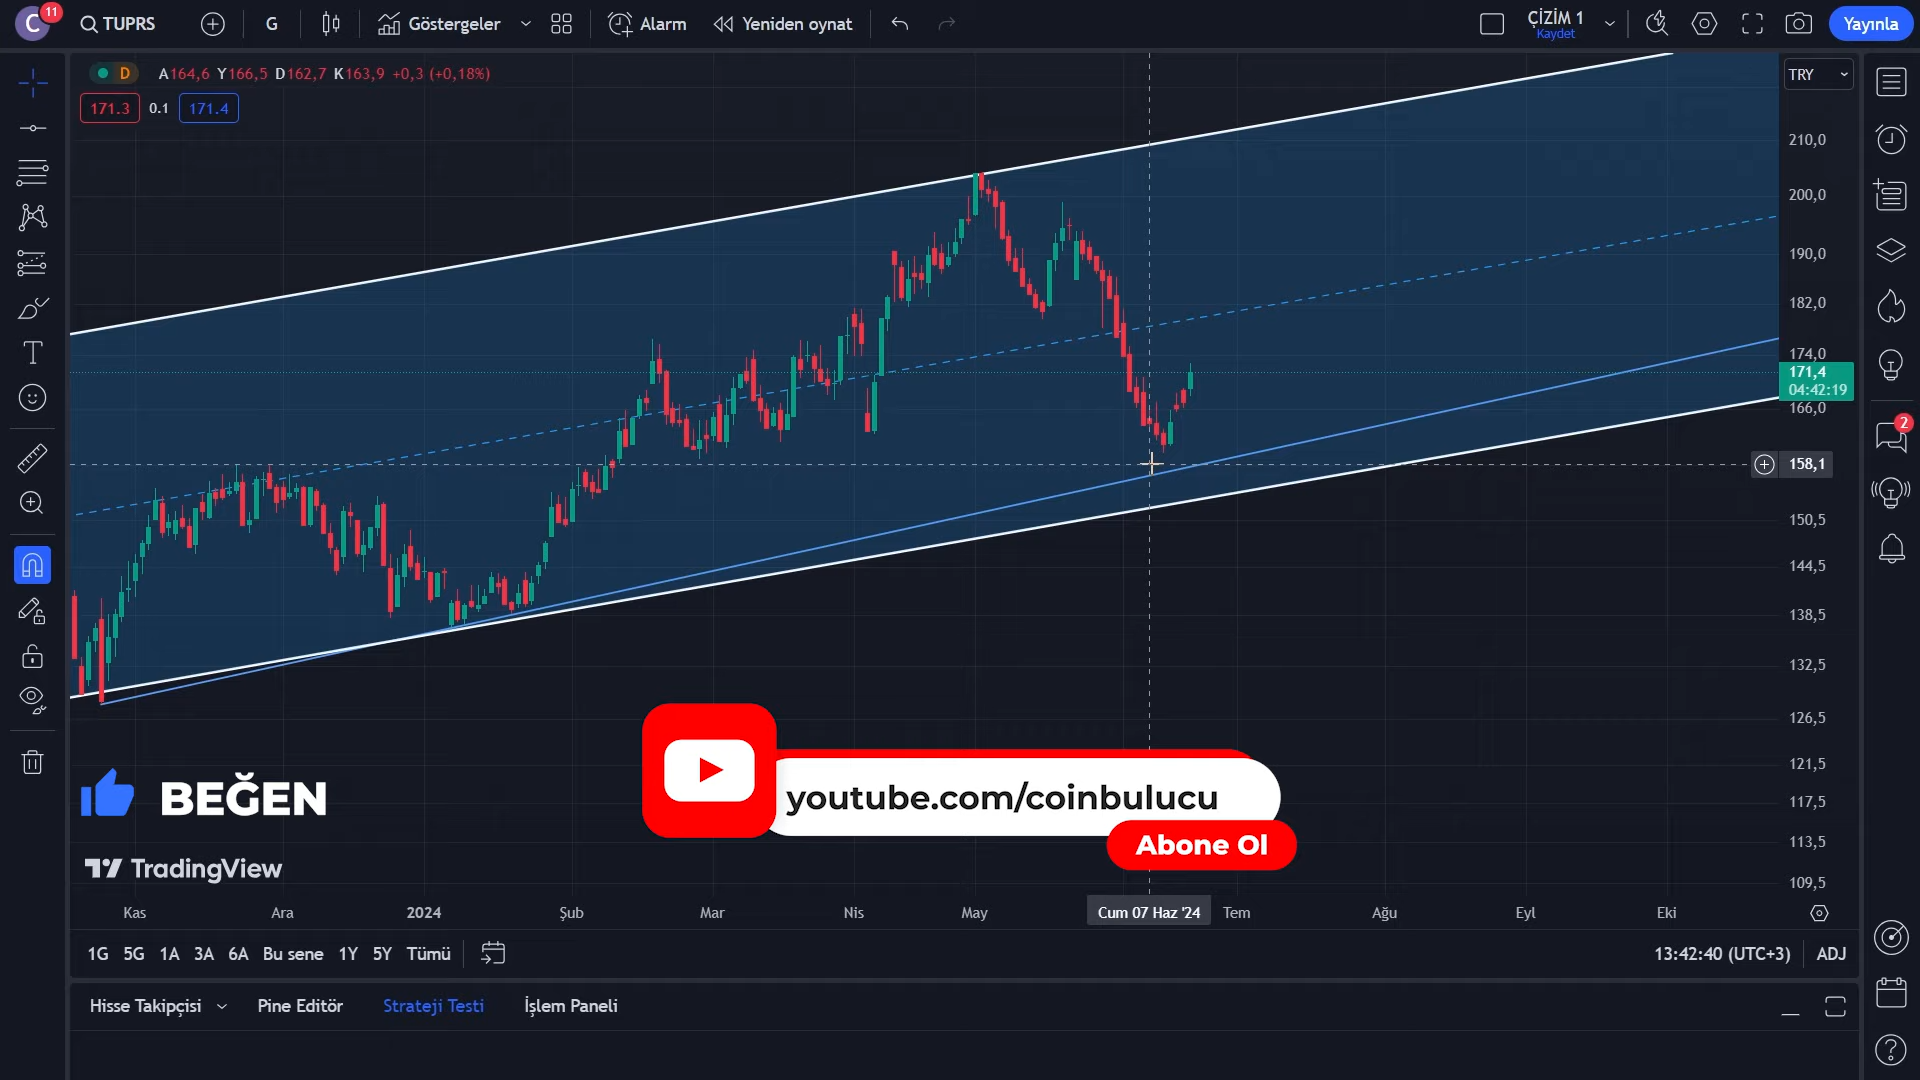 C 11 TUPRS G Göstergeler Alarm Yeniden oynat ÇİZİM 1 Kaydet Yayınla
D A164,6 Y166,5 D162,7 K163,9 +0,3 (+0,18%)
171.3 0.1 171.4
TRY
210,0
200,0
190,0
182,0
174,0
171,4
04:42:19
166,0
2
158,1
150,5
144,5
138,5
132,5
126,5
121,5
117,5
113,5
109,5
BEĞEN
youtube.com/coinbulucu
Abone Ol
TradingView
Kas Ara 2024 Şub Mar Nis May Cum 07 Haz '24 Tem Ağu Eyl Eki
1G 5G 1A 3A 6A Bu sene 1Y 5Y Tümü 13:42:40 (UTC+3) ADJ
Hisse Takipçisi Pine Editör Strateji Testi İşlem Paneli